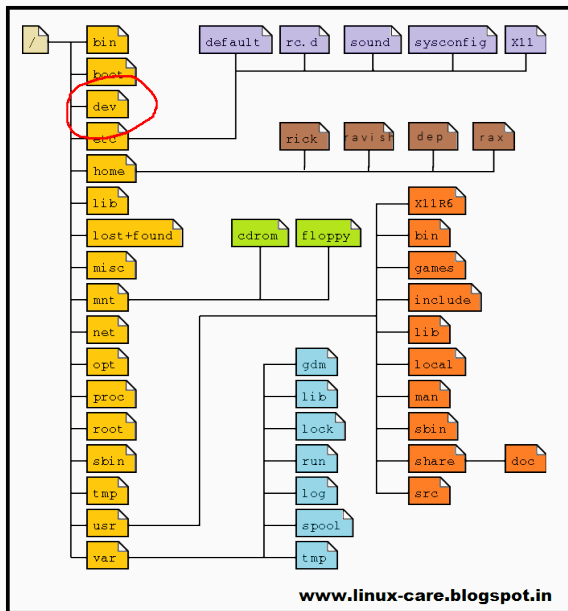 / bin default rc.d sound sysconfig X11
boot
dev
etc rick ravish dep rax
home
lib X11R6
lost+found cdrom floppy bin
misc games
mnt include
net lib
opt gdm local
proc lib man
root lock sbin
sbin run share doc
tmp log src
usr spool
var tmp
www.linux-care.blogspot.in